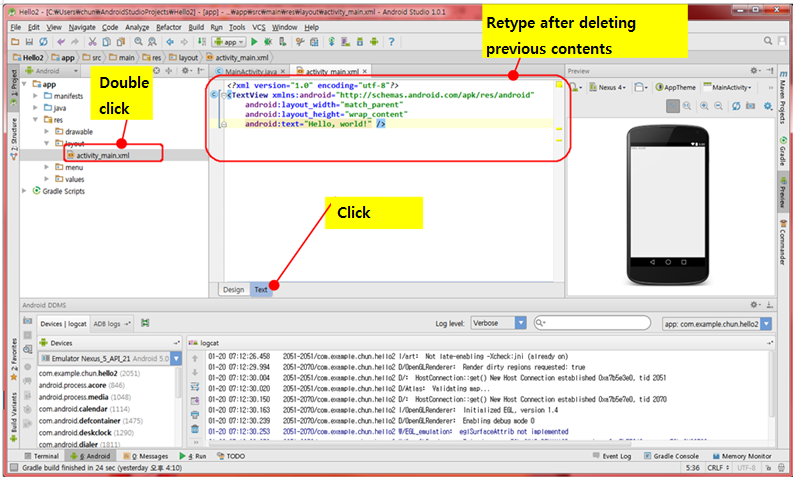 Hello2 - [C:\Users\chun\AndroidStudioProjects\Hello2] - [app] - ...\app\src\main\res\layout\activity_main.xml - Android Studio 1.0.1
File Edit View Navigate Code Analyze Refactor Build Run Tools VCS Window Help
app
Hello2 app src main res layout activity_main.xml
Retype after deleting
previous contents
Android
MainActivity.java activity_main.xml
Preview
1: Project
2: Structure
app
manifests
java
res
drawable
layout
activity_main.xml
menu
values
Gradle Scripts
Double
click
<?xml version="1.0" encoding="utf-8"?>
<TextView xmlns:android="http://schemas.android.com/apk/res/android"
android:layout_width="match_parent"
android:layout_height="wrap_content"
android:text="Hello, world!" />
Nexus 4 AppTheme MainActivity
1:1
Maven Projects
Gradle
Preview
Commander
Click
Design Text
Android DDMS
Devices | logcat ADB logs
Log level: Verbose
app: com.example.chun.hello2
Devices
logcat
Emulator Nexus_5_API_21 Android 5.0
com.example.chun.hello2 (2051)
android.process.acore (846)
android.process.media (1048)
com.android.calendar (1114)
com.android.defcontainer (1475)
com.android.deskclock (1290)
com.android.dialer (1811)
01-20 07:12:26.458 2051-2051/com.example.chun.hello2 I/art: Not late-enabling -Xcheck:jni (already on)
01-20 07:12:29.994 2051-2070/com.example.chun.hello2 D/OpenGLRenderer: Render dirty regions requested: true
01-20 07:12:30.004 2051-2051/com.example.chun.hello2 D/: HostConnection::get() New Host Connection established 0xa7b5e3e0, tid 2051
01-20 07:12:30.020 2051-2051/com.example.chun.hello2 D/Atlas: Validating map...
01-20 07:12:30.150 2051-2070/com.example.chun.hello2 D/: HostConnection::get() New Host Connection established 0xa7b5e7e0, tid 2070
01-20 07:12:30.163 2051-2070/com.example.chun.hello2 I/OpenGLRenderer: Initialized EGL, version 1.4
01-20 07:12:30.239 2051-2070/com.example.chun.hello2 D/OpenGLRenderer: Enabling debug mode 0
01-20 07:12:30.253 2051-2070/com.example.chun.hello2 W/EGL_emulation: eglSurfaceAttrib not implemented
2: Favorites
Build Variants
Terminal 6: Android 0: Messages 4: Run TODO
Event Log Gradle Console Memory Monitor
Gradle build finished in 24 sec (yesterday 오후 4:10)
5:36 CRLF UTF-8